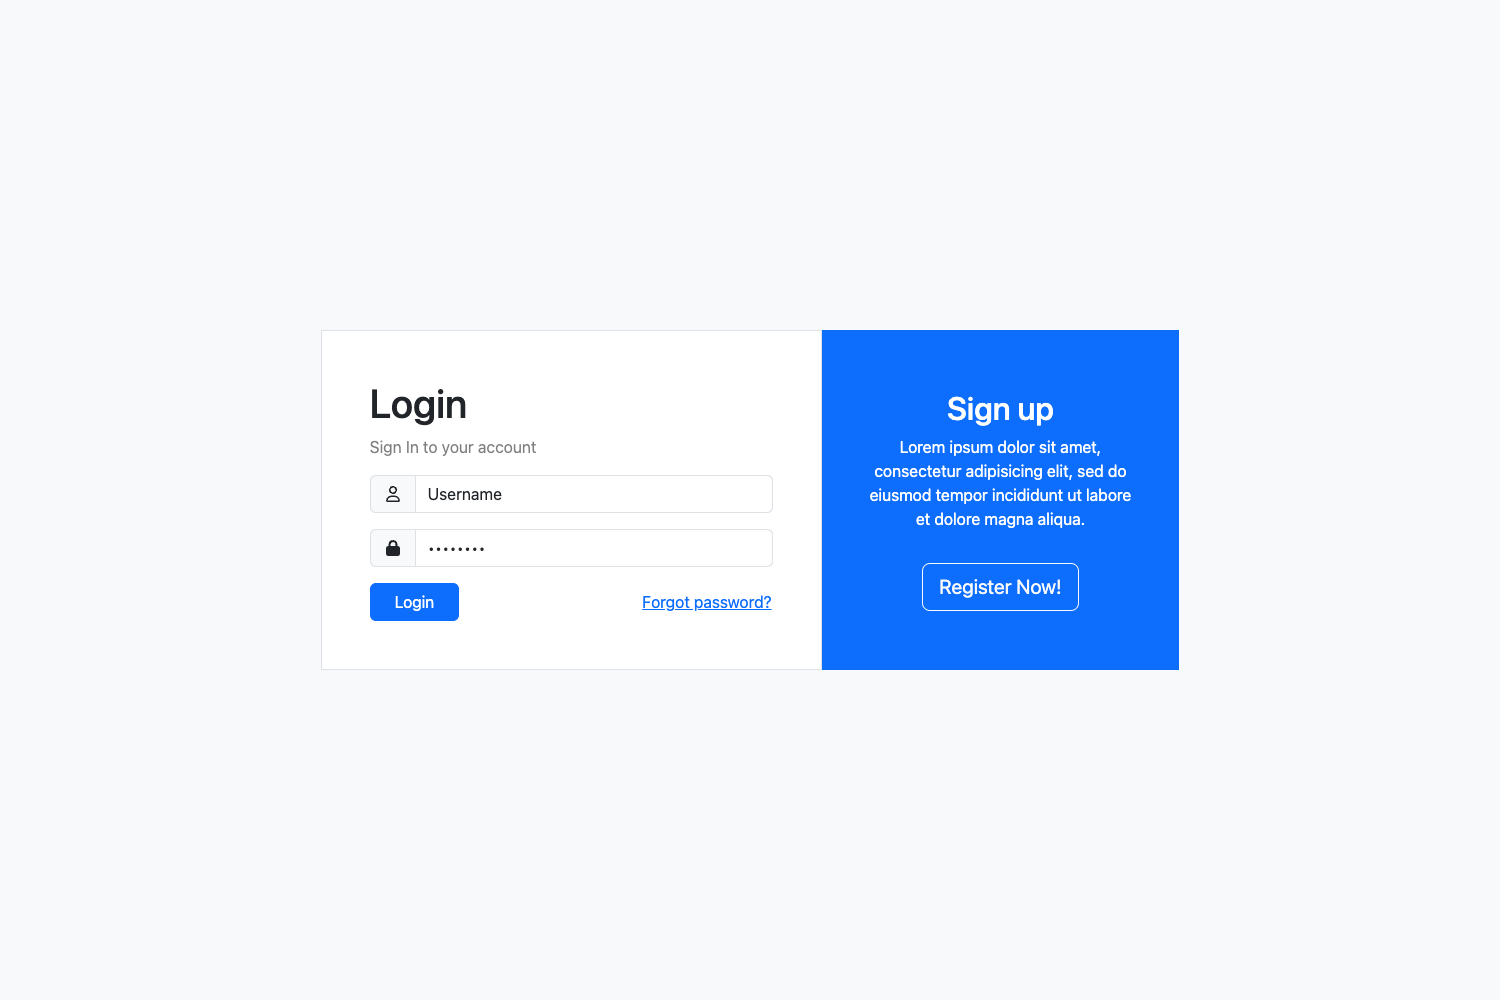 Login
Sign In to your account
Username
••••••••
Login
Forgot password?
Sign up
Lorem ipsum dolor sit amet,
consectetur adipisicing elit, sed do
eiusmod tempor incididunt ut labore
et dolore magna aliqua.
Register Now!